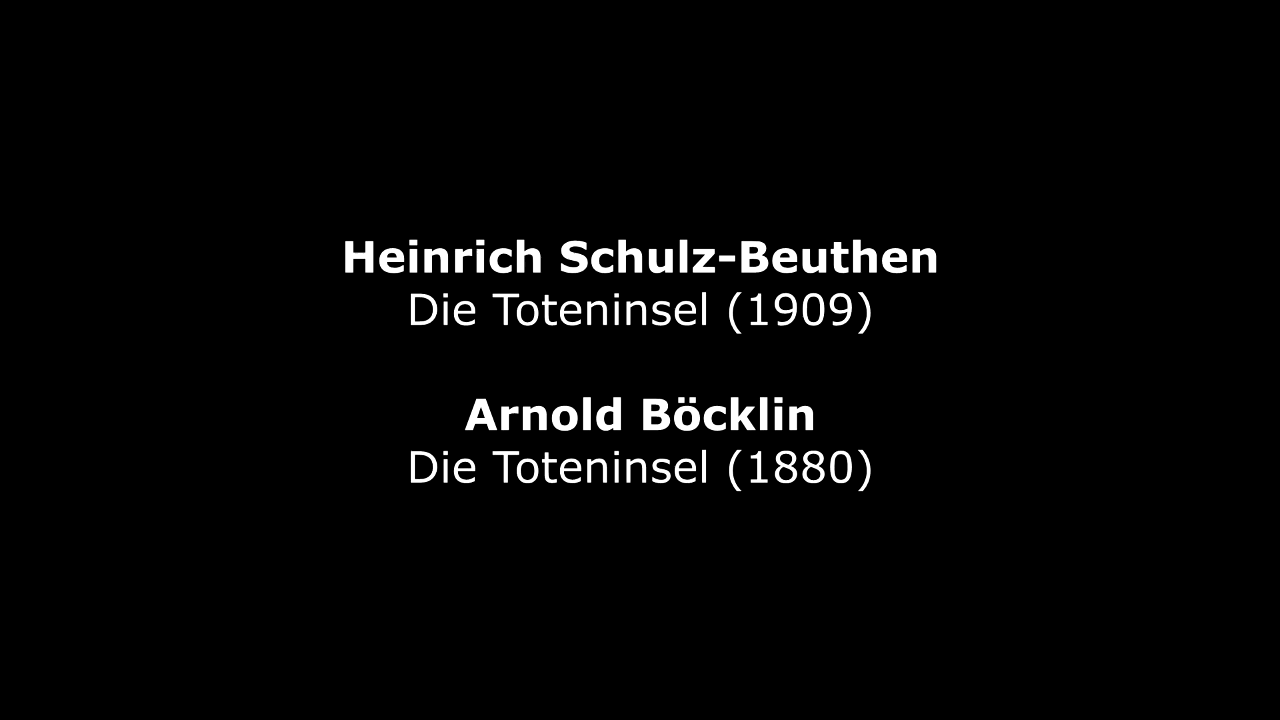 Heinrich Schulz-Beuthen
Die Toteninsel (1909)
Arnold Böcklin
Die Toteninsel (1880)